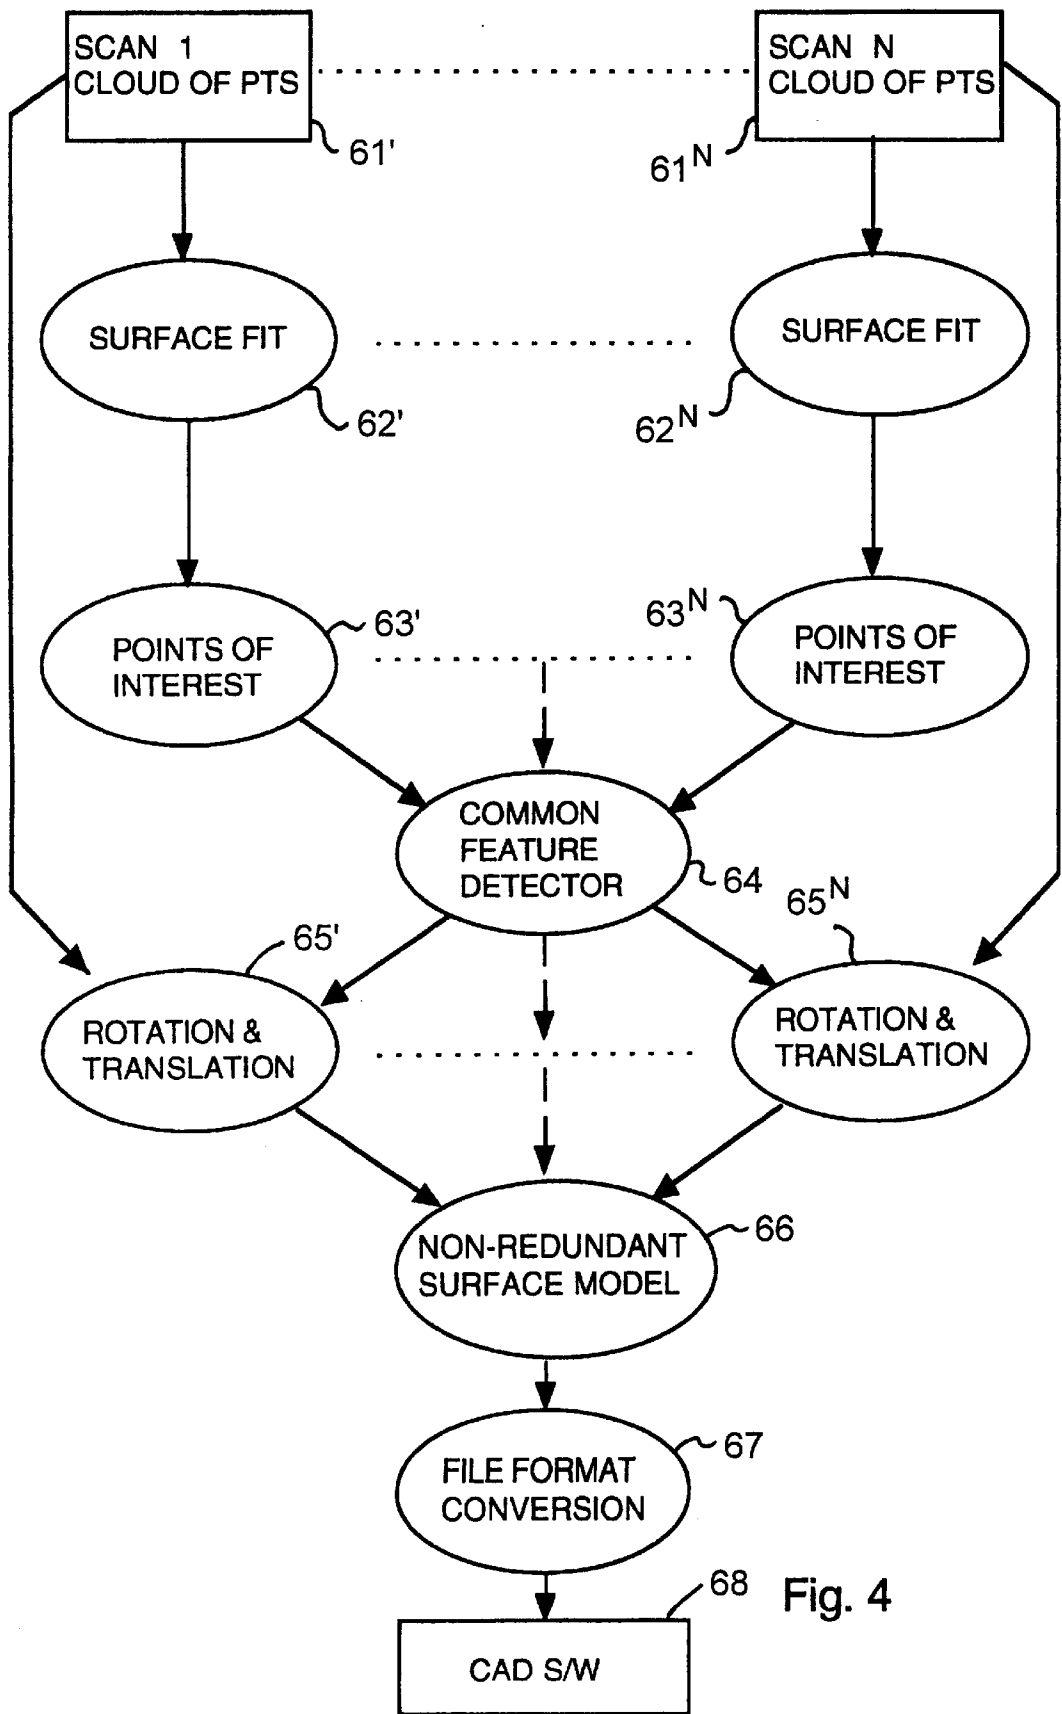 SCAN 1
CLOUD OF PTS
SCAN N
CLOUD OF PTS
61'
61N
SURFACE FIT
SURFACE FIT
62'
62N
63'
63N
POINTS OF
INTEREST
POINTS OF
INTEREST
COMMON
FEATURE
DETECTOR
64
65'
65N
ROTATION &
TRANSLATION
ROTATION &
TRANSLATION
66
NON-REDUNDANT
SURFACE MODEL
67
FILE FORMAT
CONVERSION
68
Fig. 4
CAD S/W